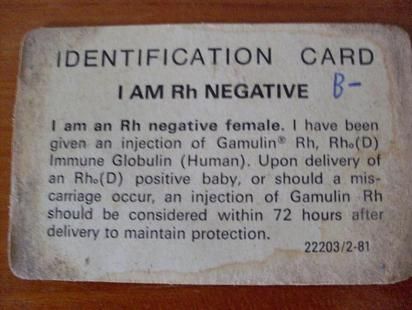 IDENTIFICATION CARD
I AM Rh NEGATIVE B-
I am an Rh negative female. I have been
given an injection of Gamulin® Rh, Rhₒ(D)
Immune Globulin (Human). Upon delivery of
an Rhₒ(D) positive baby, or should a mis-
carriage occur, an injection of Gamulin Rh
should be considered within 72 hours after
delivery to maintain protection.
22203/2-81